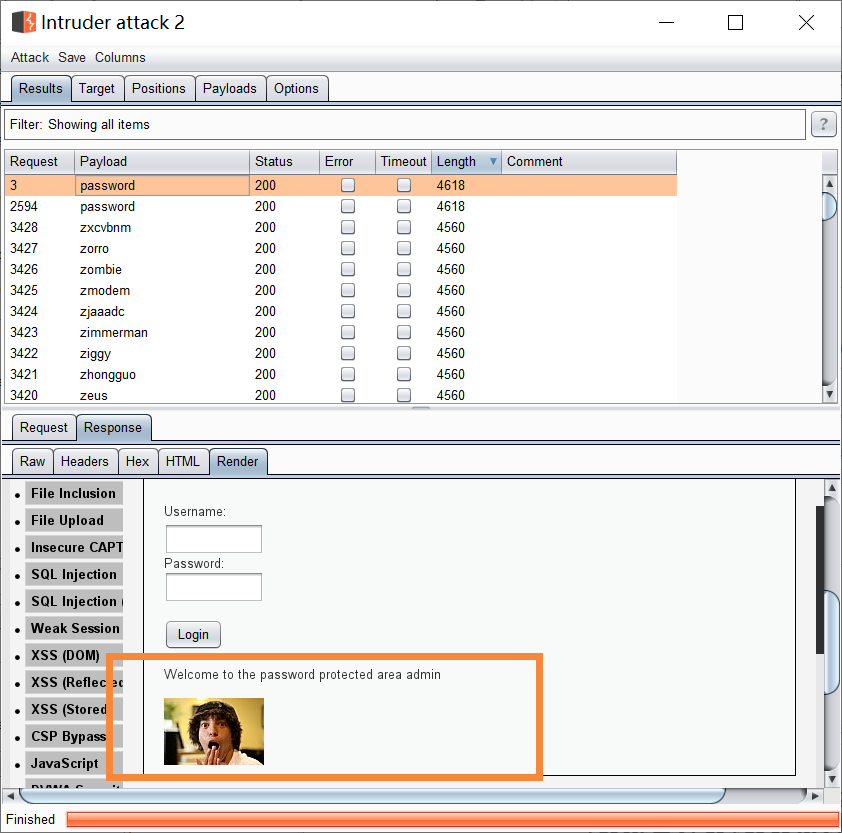 Intruder attack 2
Attack Save Columns
Results Target Positions Payloads Options
Filter: Showing all items ?
Request Payload Status Error Timeout Length Comment
3 password 200 4618
2594 password 200 4618
3428 zxcvbnm 200 4560
3427 zorro 200 4560
3426 zombie 200 4560
3425 zmodem 200 4560
3424 zjaaadc 200 4560
3423 zimmerman 200 4560
3422 ziggy 200 4560
3421 zhongguo 200 4560
3420 zeus 200 4560
Request Response
Raw Headers Hex HTML Render
File Inclusion
File Upload
Insecure CAPT
SQL Injection
SQL Injection (
Weak Session
XSS (DOM)
XSS (Reflected
XSS (Stored
CSP Bypass
JavaScript
Username:
Password:
Login
Welcome to the password protected area admin
Finished